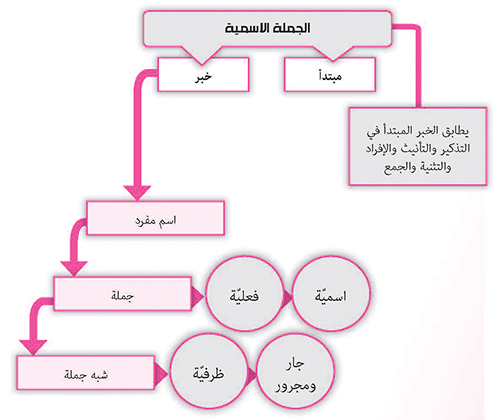 الجملة الاسمية
مبتدأ
خبر
يطابق الخبر المبتدأ في
التذكير والتأنيث والإفراد
والتثنية والجمع
اسم مفرد
جملة
فعليّة
اسميّة
شبه جملة
ظرفيّة
جار
ومجرور